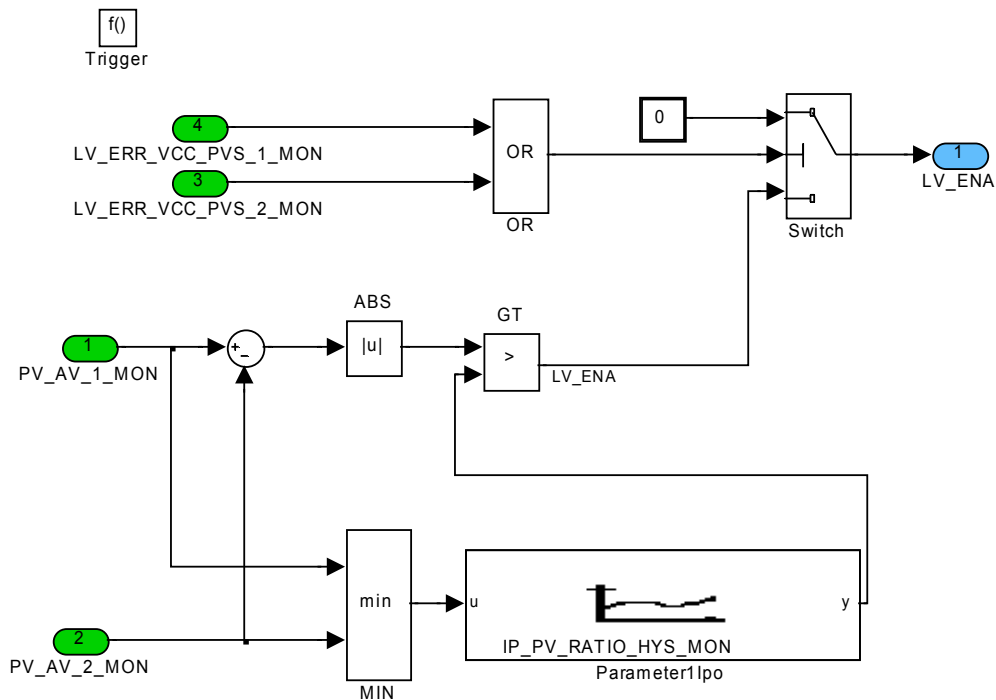 f()
Trigger
4
LV_ERR_VCC_PVS_1_MON
3
LV_ERR_VCC_PVS_2_MON
OR
OR
0
Switch
1
LV_ENA
ABS
|u|
GT
>
LV_ENA
1
PV_AV_1_MON
+
-
min
MIN
2
PV_AV_2_MON
u
y
IP_PV_RATIO_HYS_MON
Parameter1Ipo